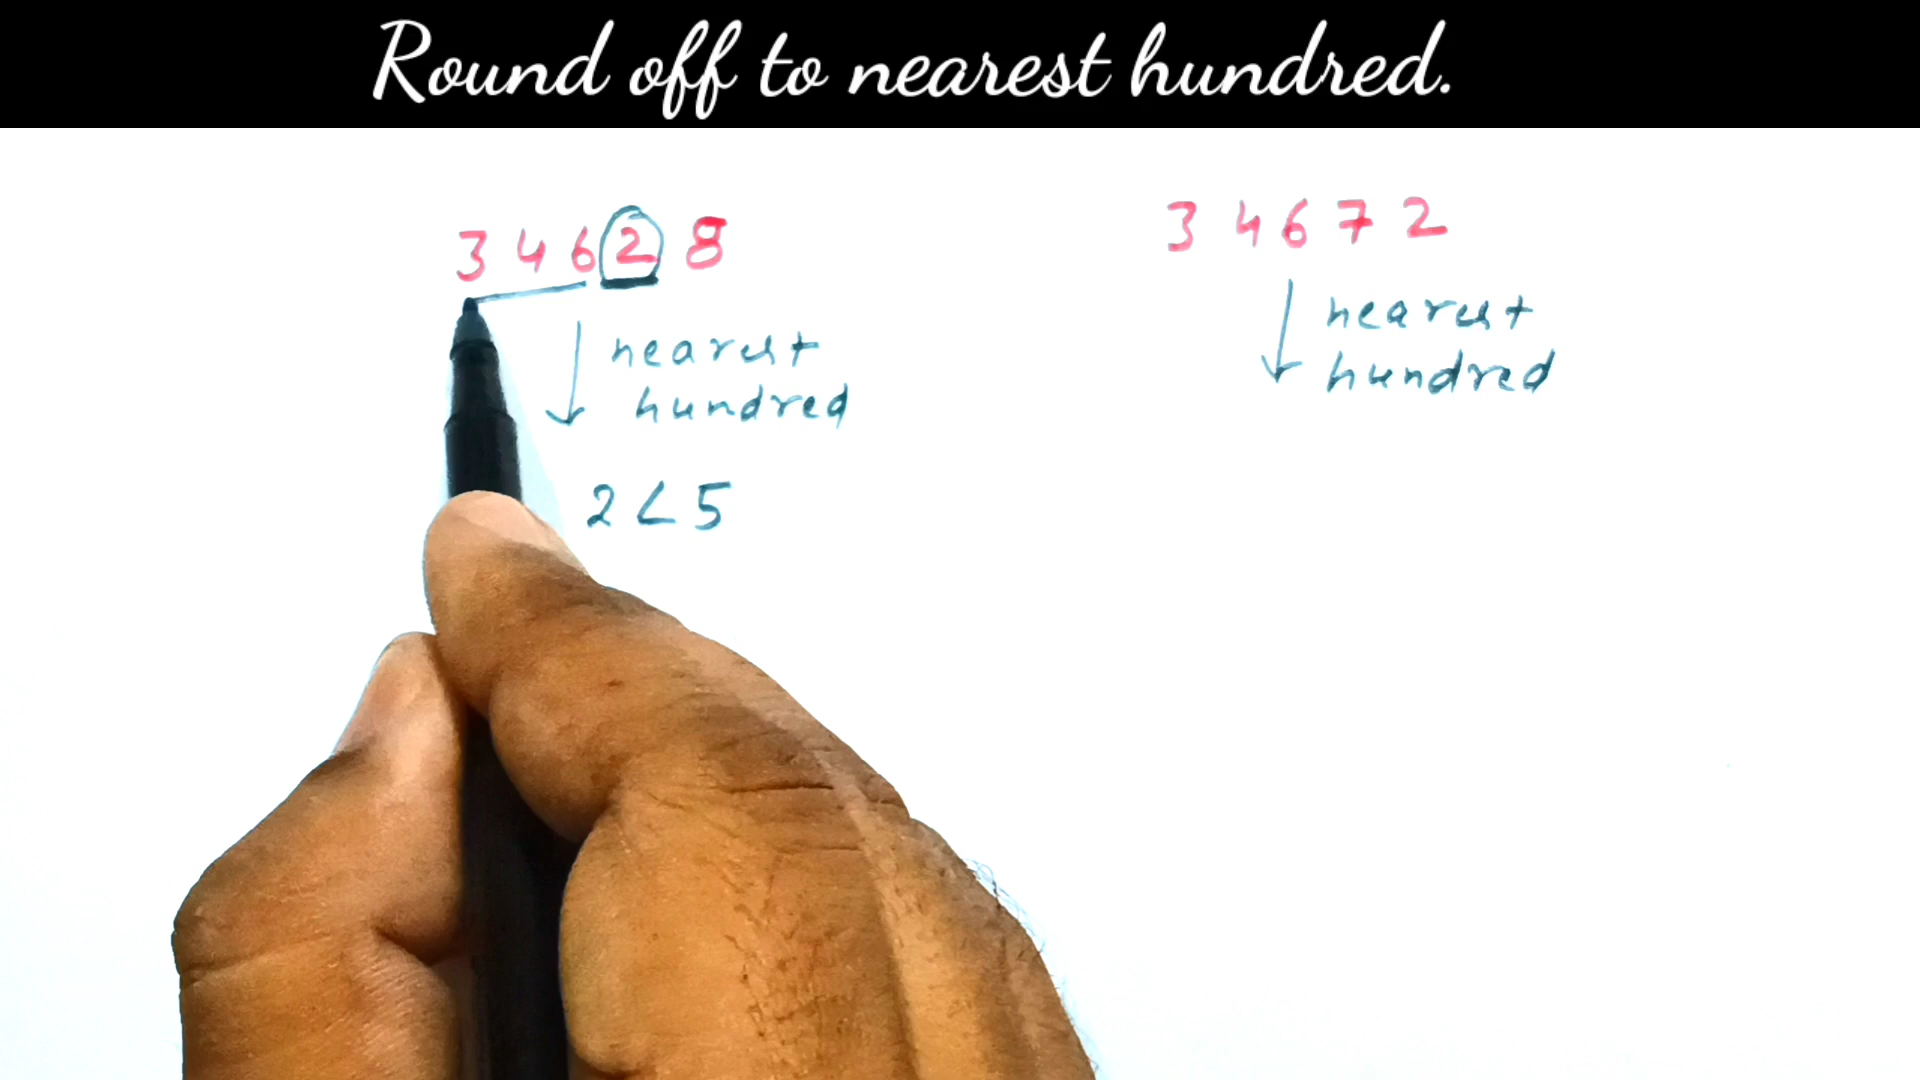 Round off to nearest hundred.
3 4 6 2 8
nearest
hundred
2 < 5
3 4 6 7 2
nearest
hundred